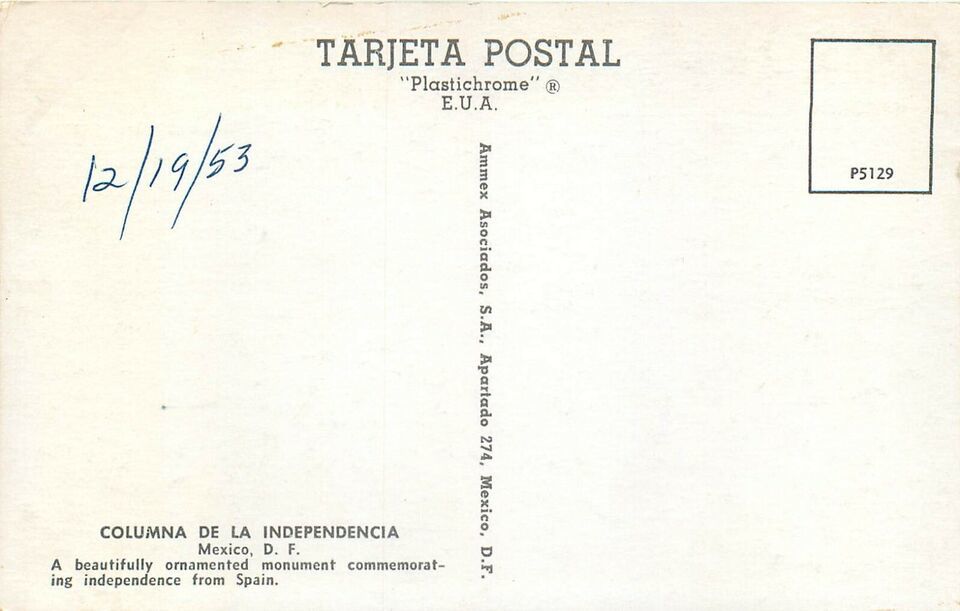 TARJETA POSTAL
"Plastichrome" ®
E.U.A.
12/19/53
P5129
Ammex Asociados, S.A., Apartado 274, Mexico, D.F.
COLUMNA DE LA INDEPENDENCIA
Mexico, D. F.
A beautifully ornamented monument commemorat-
ing independence from Spain.